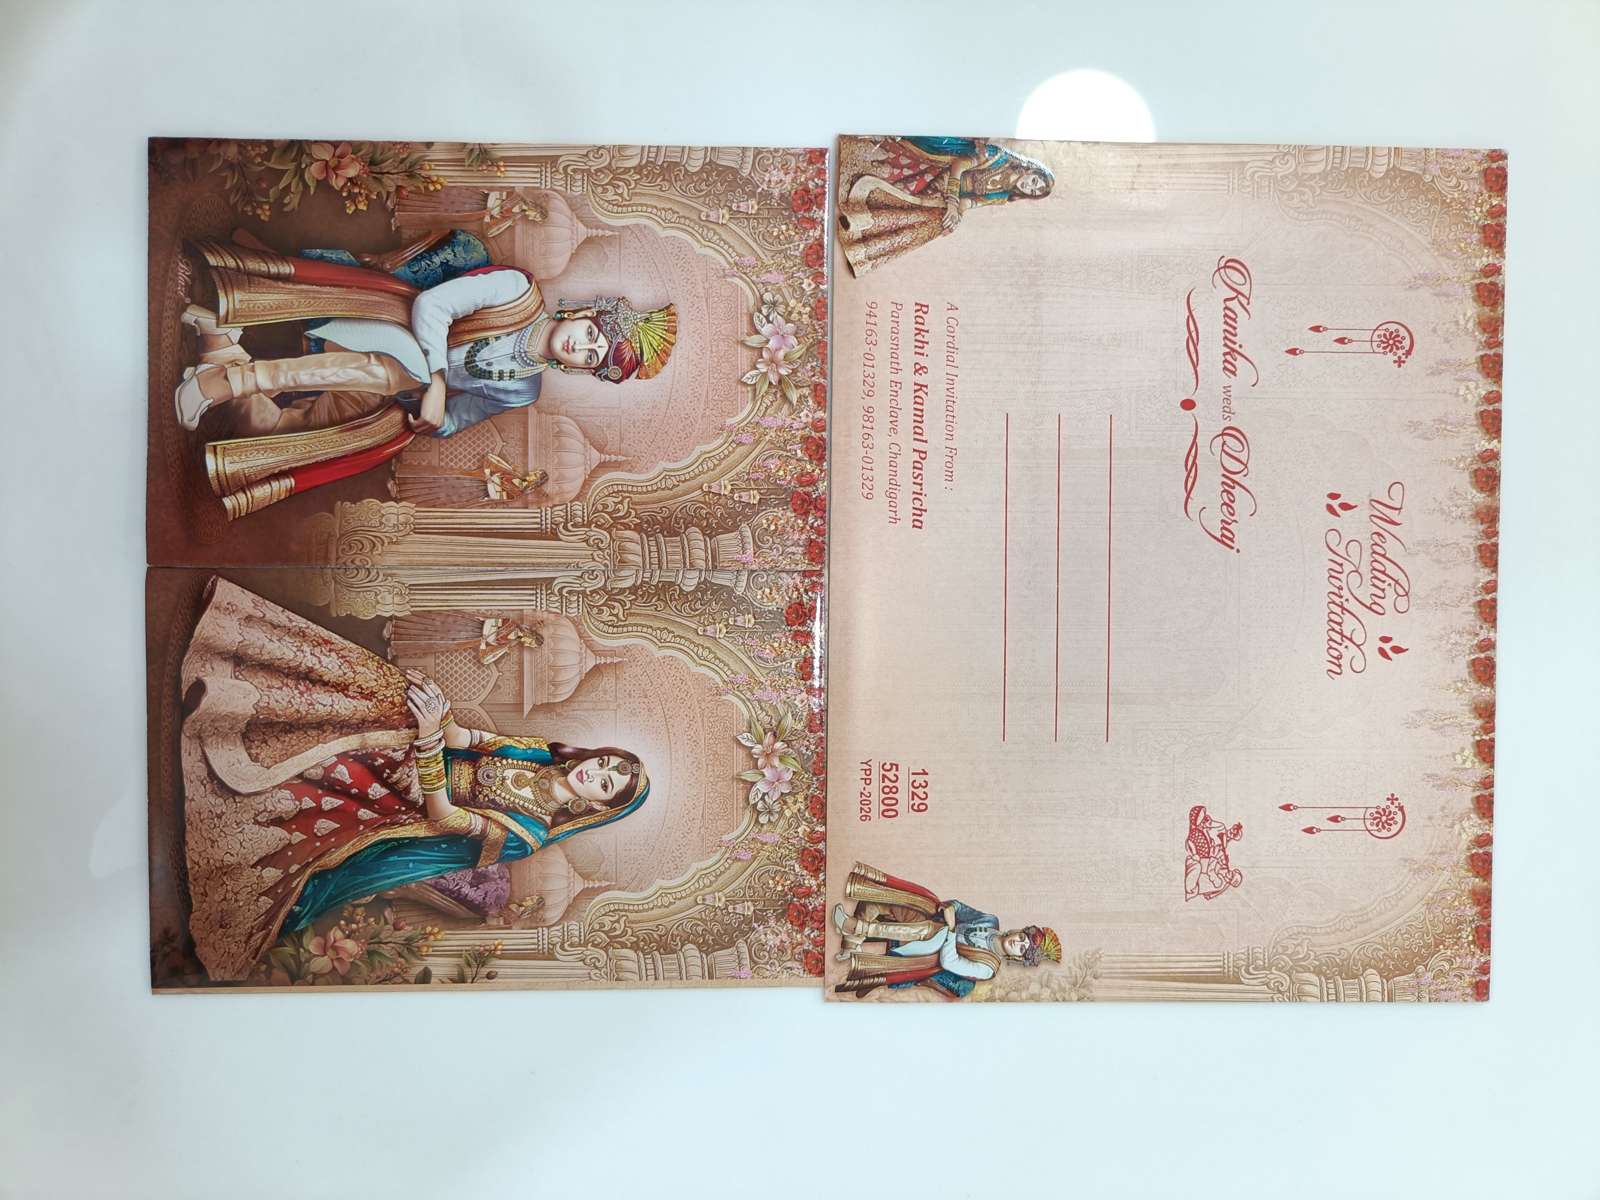 Wedding
Invitation
Kanika weds Dheeraj
A Cordial Invitation From :
Rakhi & Kamal Pasricha
Parasnath Enclave, Chandigarh
94163-01329, 98163-01329
1329
52800
YPP-2026